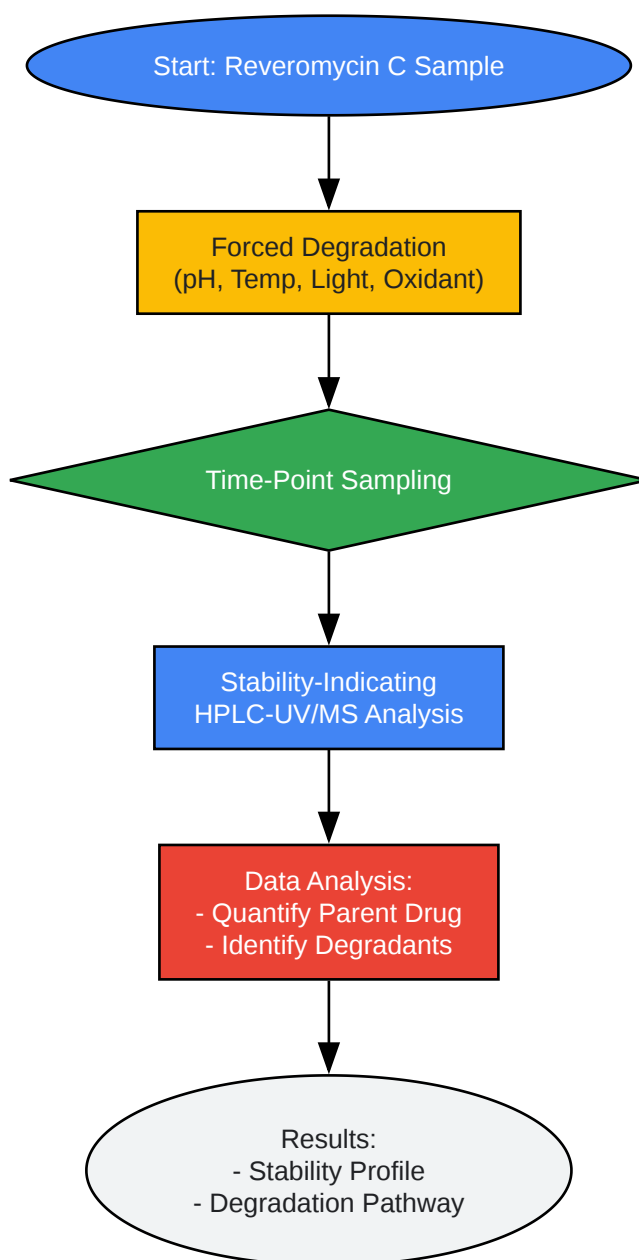 Start: Reveromycin C Sample
Forced Degradation
(pH, Temp, Light, Oxidant)
Time-Point Sampling
Stability-Indicating
HPLC-UV/MS Analysis
Data Analysis:
- Quantify Parent Drug
- Identify Degradants
Results:
- Stability Profile
- Degradation Pathway